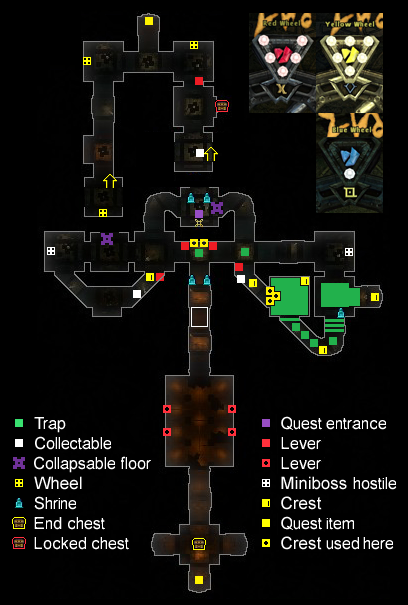 Red Wheel
Yellow Wheel
Blue Wheel
Trap
Collectable
Collapsable floor
Wheel
Shrine
End chest
Locked chest
Quest entrance
Lever
Lever
Miniboss hostile
Crest
Quest item
Crest used here